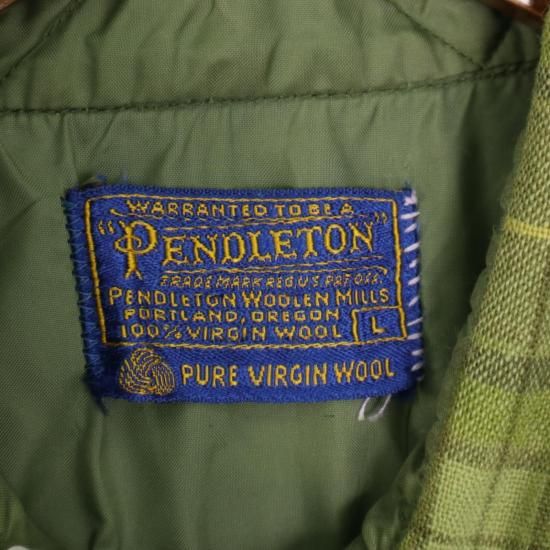 WARRANTED TO BE A
"PENDLETON"
TRADE MARK REG. U.S. PAT. OFF.
PENDLETON WOOLEN MILLS
PORTLAND, OREGON
100% VIRGIN WOOL L
PURE VIRGIN WOOL